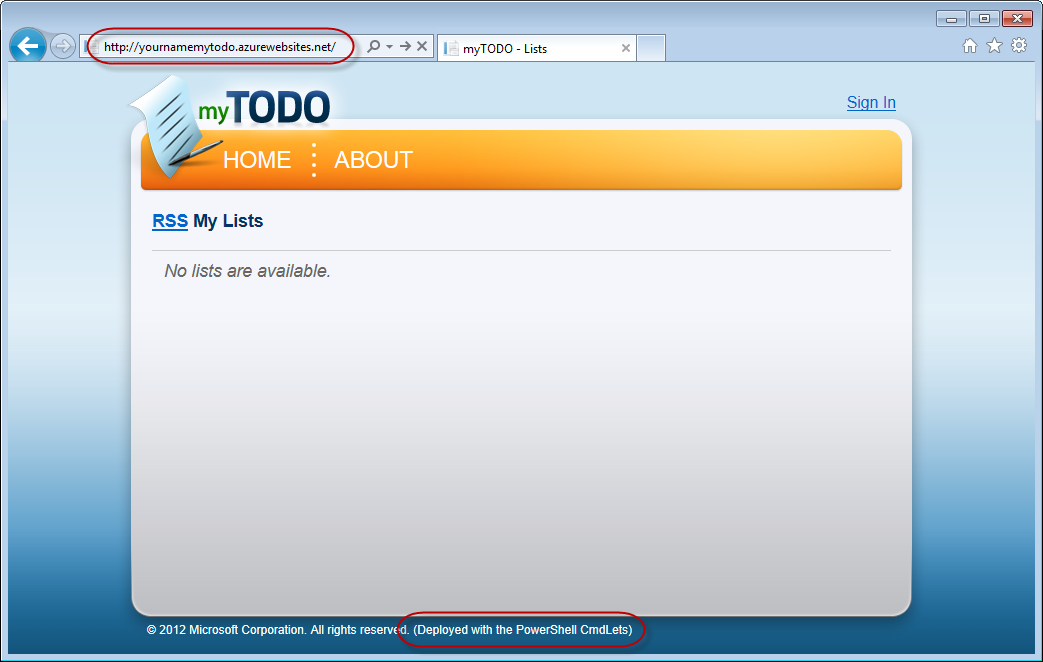 http://yournamemytodo.azurewebsites.net/
myTODO - Lists
myTODO
Sign In
HOME
ABOUT
RSS My Lists
No lists are available.
© 2012 Microsoft Corporation. All rights reserved. (Deployed with the PowerShell CmdLets)